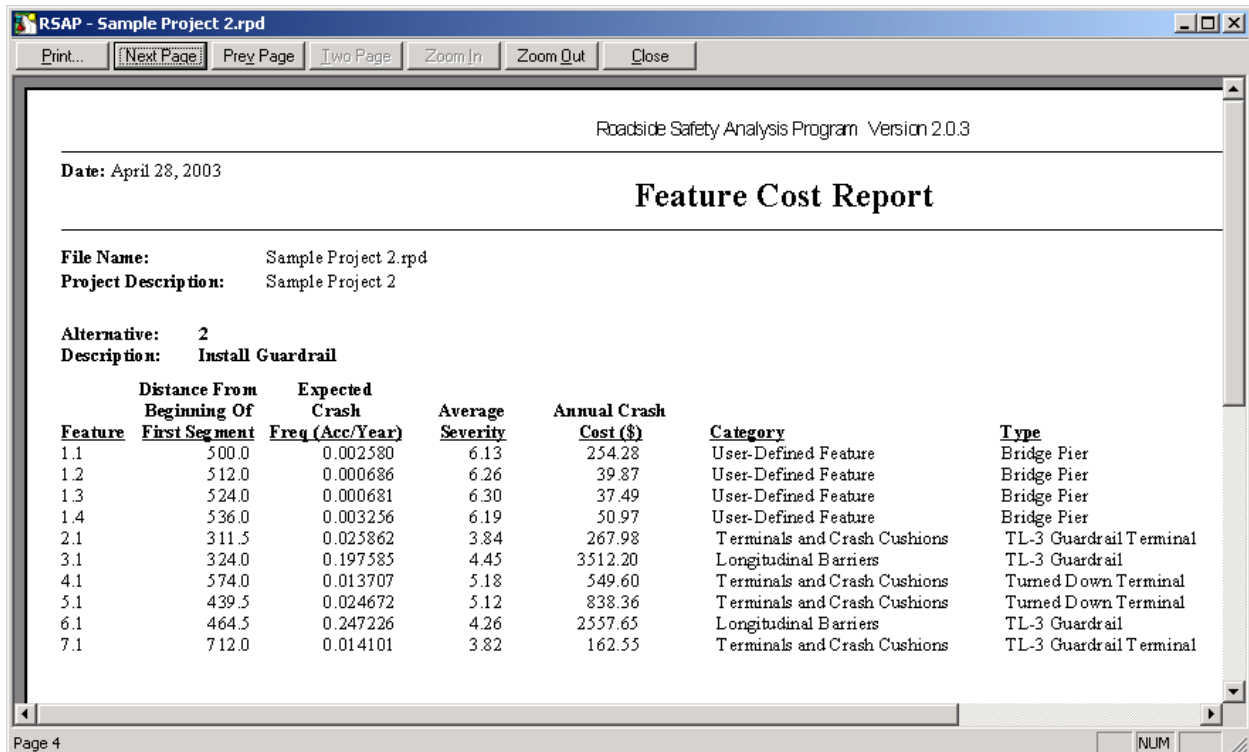 RSAP - Sample Project 2.rpd
Print... Next Page Prev Page Two Page Zoom In Zoom Out Close
Roadside Safety Analysis Program Version 2.0.3
Date: April 28, 2003
Feature Cost Report
File Name: Sample Project 2.rpd
Project Description: Sample Project 2
Alternative: 2
Description: Install Guardrail
Distance From Expected
Beginning Of Crash Average Annual Crash
Feature First Segment Freq (Acc/Year) Severity Cost ($) Category Type
1.1 500.0 0.002580 6.13 254.28 User-Defined Feature Bridge Pier
1.2 512.0 0.000686 6.26 39.87 User-Defined Feature Bridge Pier
1.3 524.0 0.000681 6.30 37.49 User-Defined Feature Bridge Pier
1.4 536.0 0.003256 6.19 50.97 User-Defined Feature Bridge Pier
2.1 311.5 0.025862 3.84 267.98 Terminals and Crash Cushions TL-3 Guardrail Terminal
3.1 324.0 0.197585 4.45 3512.20 Longitudinal Barriers TL-3 Guardrail
4.1 574.0 0.013707 5.18 549.60 Terminals and Crash Cushions Turned Down Terminal
5.1 439.5 0.024672 5.12 838.36 Terminals and Crash Cushions Turned Down Terminal
6.1 464.5 0.247226 4.26 2557.65 Longitudinal Barriers TL-3 Guardrail
7.1 712.0 0.014101 3.82 162.55 Terminals and Crash Cushions TL-3 Guardrail Terminal
Page 4 NUM